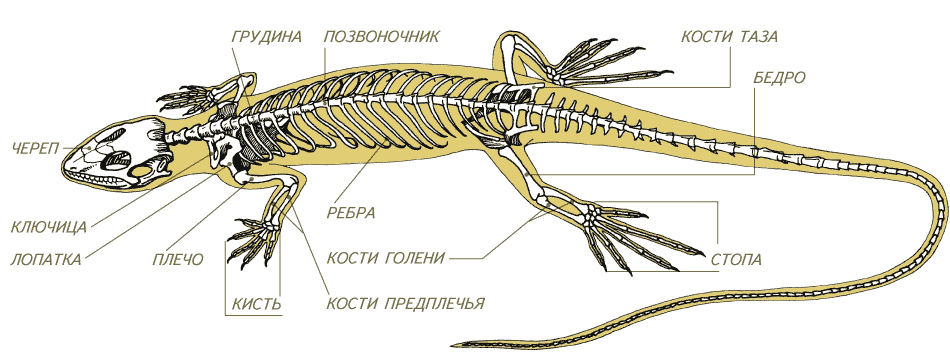 ГРУДИНА
ПОЗВОНОЧНИК
КОСТИ ТАЗА
БЕДРО
ЧЕРЕП
КЛЮЧИЦА
РЕБРА
ЛОПАТКА
ПЛЕЧО
КОСТИ ГОЛЕНИ
СТОПА
КИСТЬ
КОСТИ ПРЕДПЛЕЧЬЯ